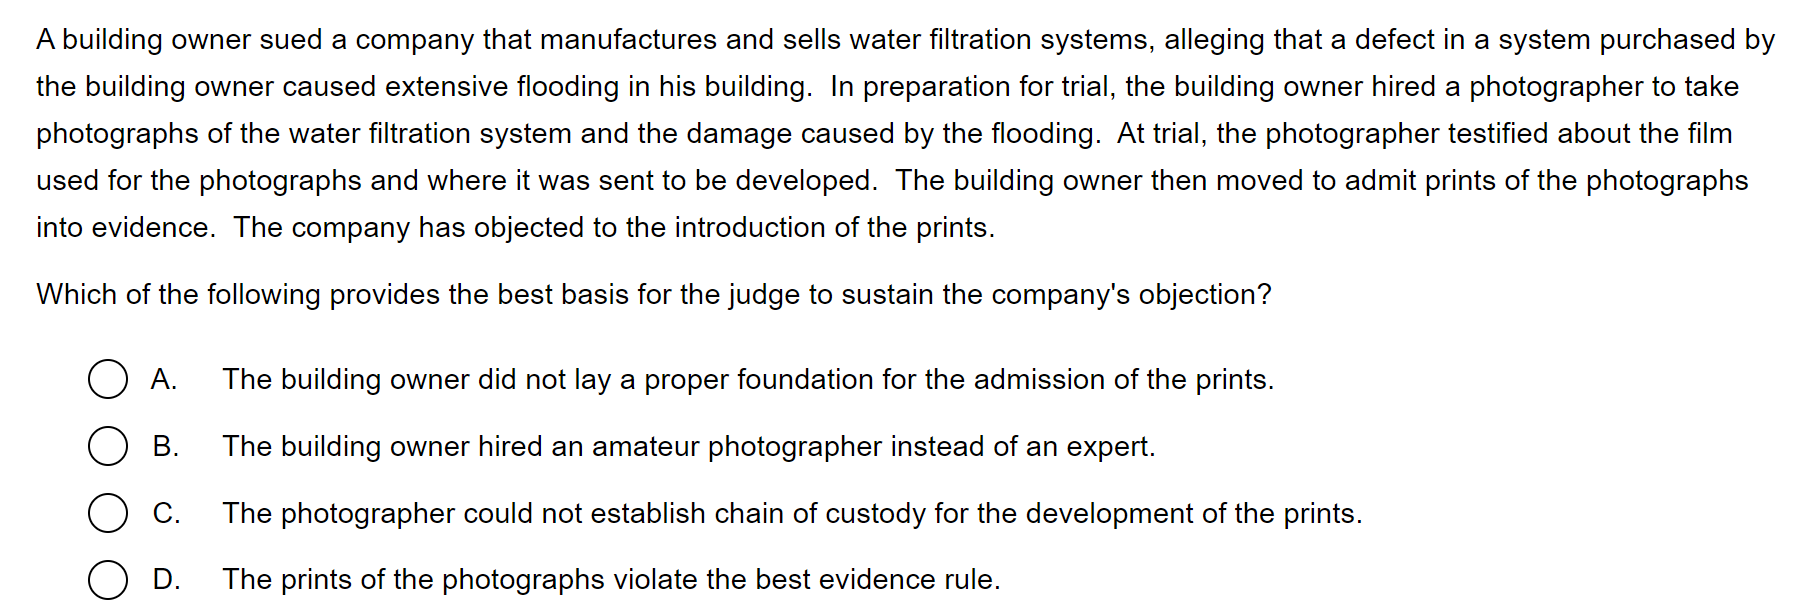 A building owner sued a company that manufactures and sells water filtration systems, alleging that a defect in a system purchased by
the building owner caused extensive flooding in his building.  In preparation for trial, the building owner hired a photographer to take
photographs of the water filtration system and the damage caused by the flooding.  At trial, the photographer testified about the film
used for the photographs and where it was sent to be developed.  The building owner then moved to admit prints of the photographs
into evidence.  The company has objected to the introduction of the prints.
Which of the following provides the best basis for the judge to sustain the company's objection?
A. The building owner did not lay a proper foundation for the admission of the prints.
B. The building owner hired an amateur photographer instead of an expert.
C. The photographer could not establish chain of custody for the development of the prints.
D. The prints of the photographs violate the best evidence rule.